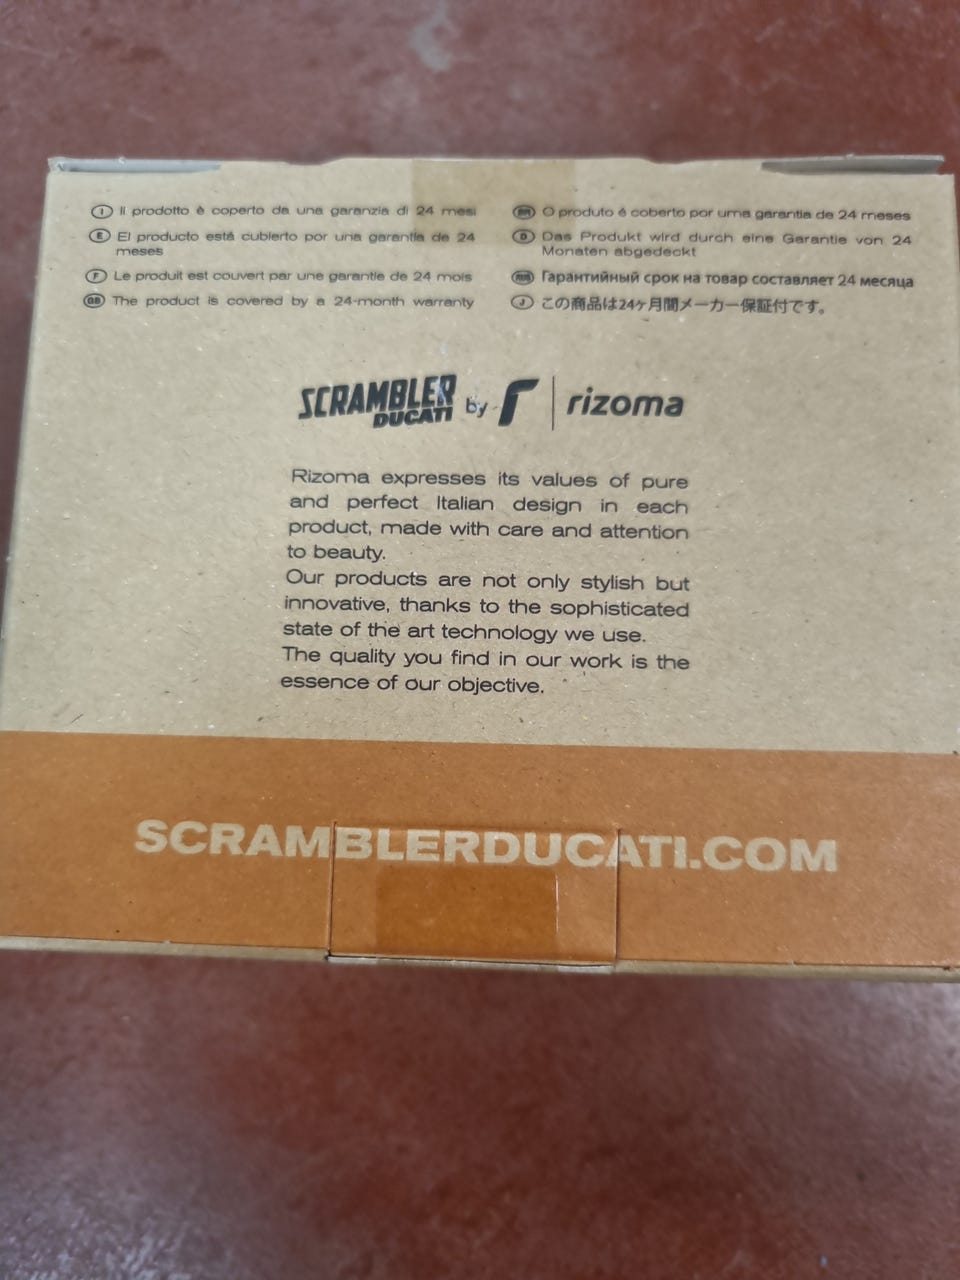 I Il prodotto è coperto da una garanzia di 24 mesi
E El producto está cubierto por una garantía de 24
meses
F Le produit est couvert par une garantie de 24 mois
GB The product is covered by a 24-month warranty
BR O produto é coberto por uma garantia de 24 meses
D Das Produkt wird durch eine Garantie von 24
Monaten abgedeckt
RUS Гарантийный срок на товар составляет 24 месяца
J この商品は24ケ月間メーカー保証付です。
SCRAMBLER
DUCATI by r | rizoma
Rizoma expresses its values of pure
and perfect Italian design in each
product, made with care and attention
to beauty.
Our products are not only stylish but
innovative, thanks to the sophisticated
state of the art technology we use.
The quality you find in our work is the
essence of our objective.
SCRAMBLERDUCATI.COM